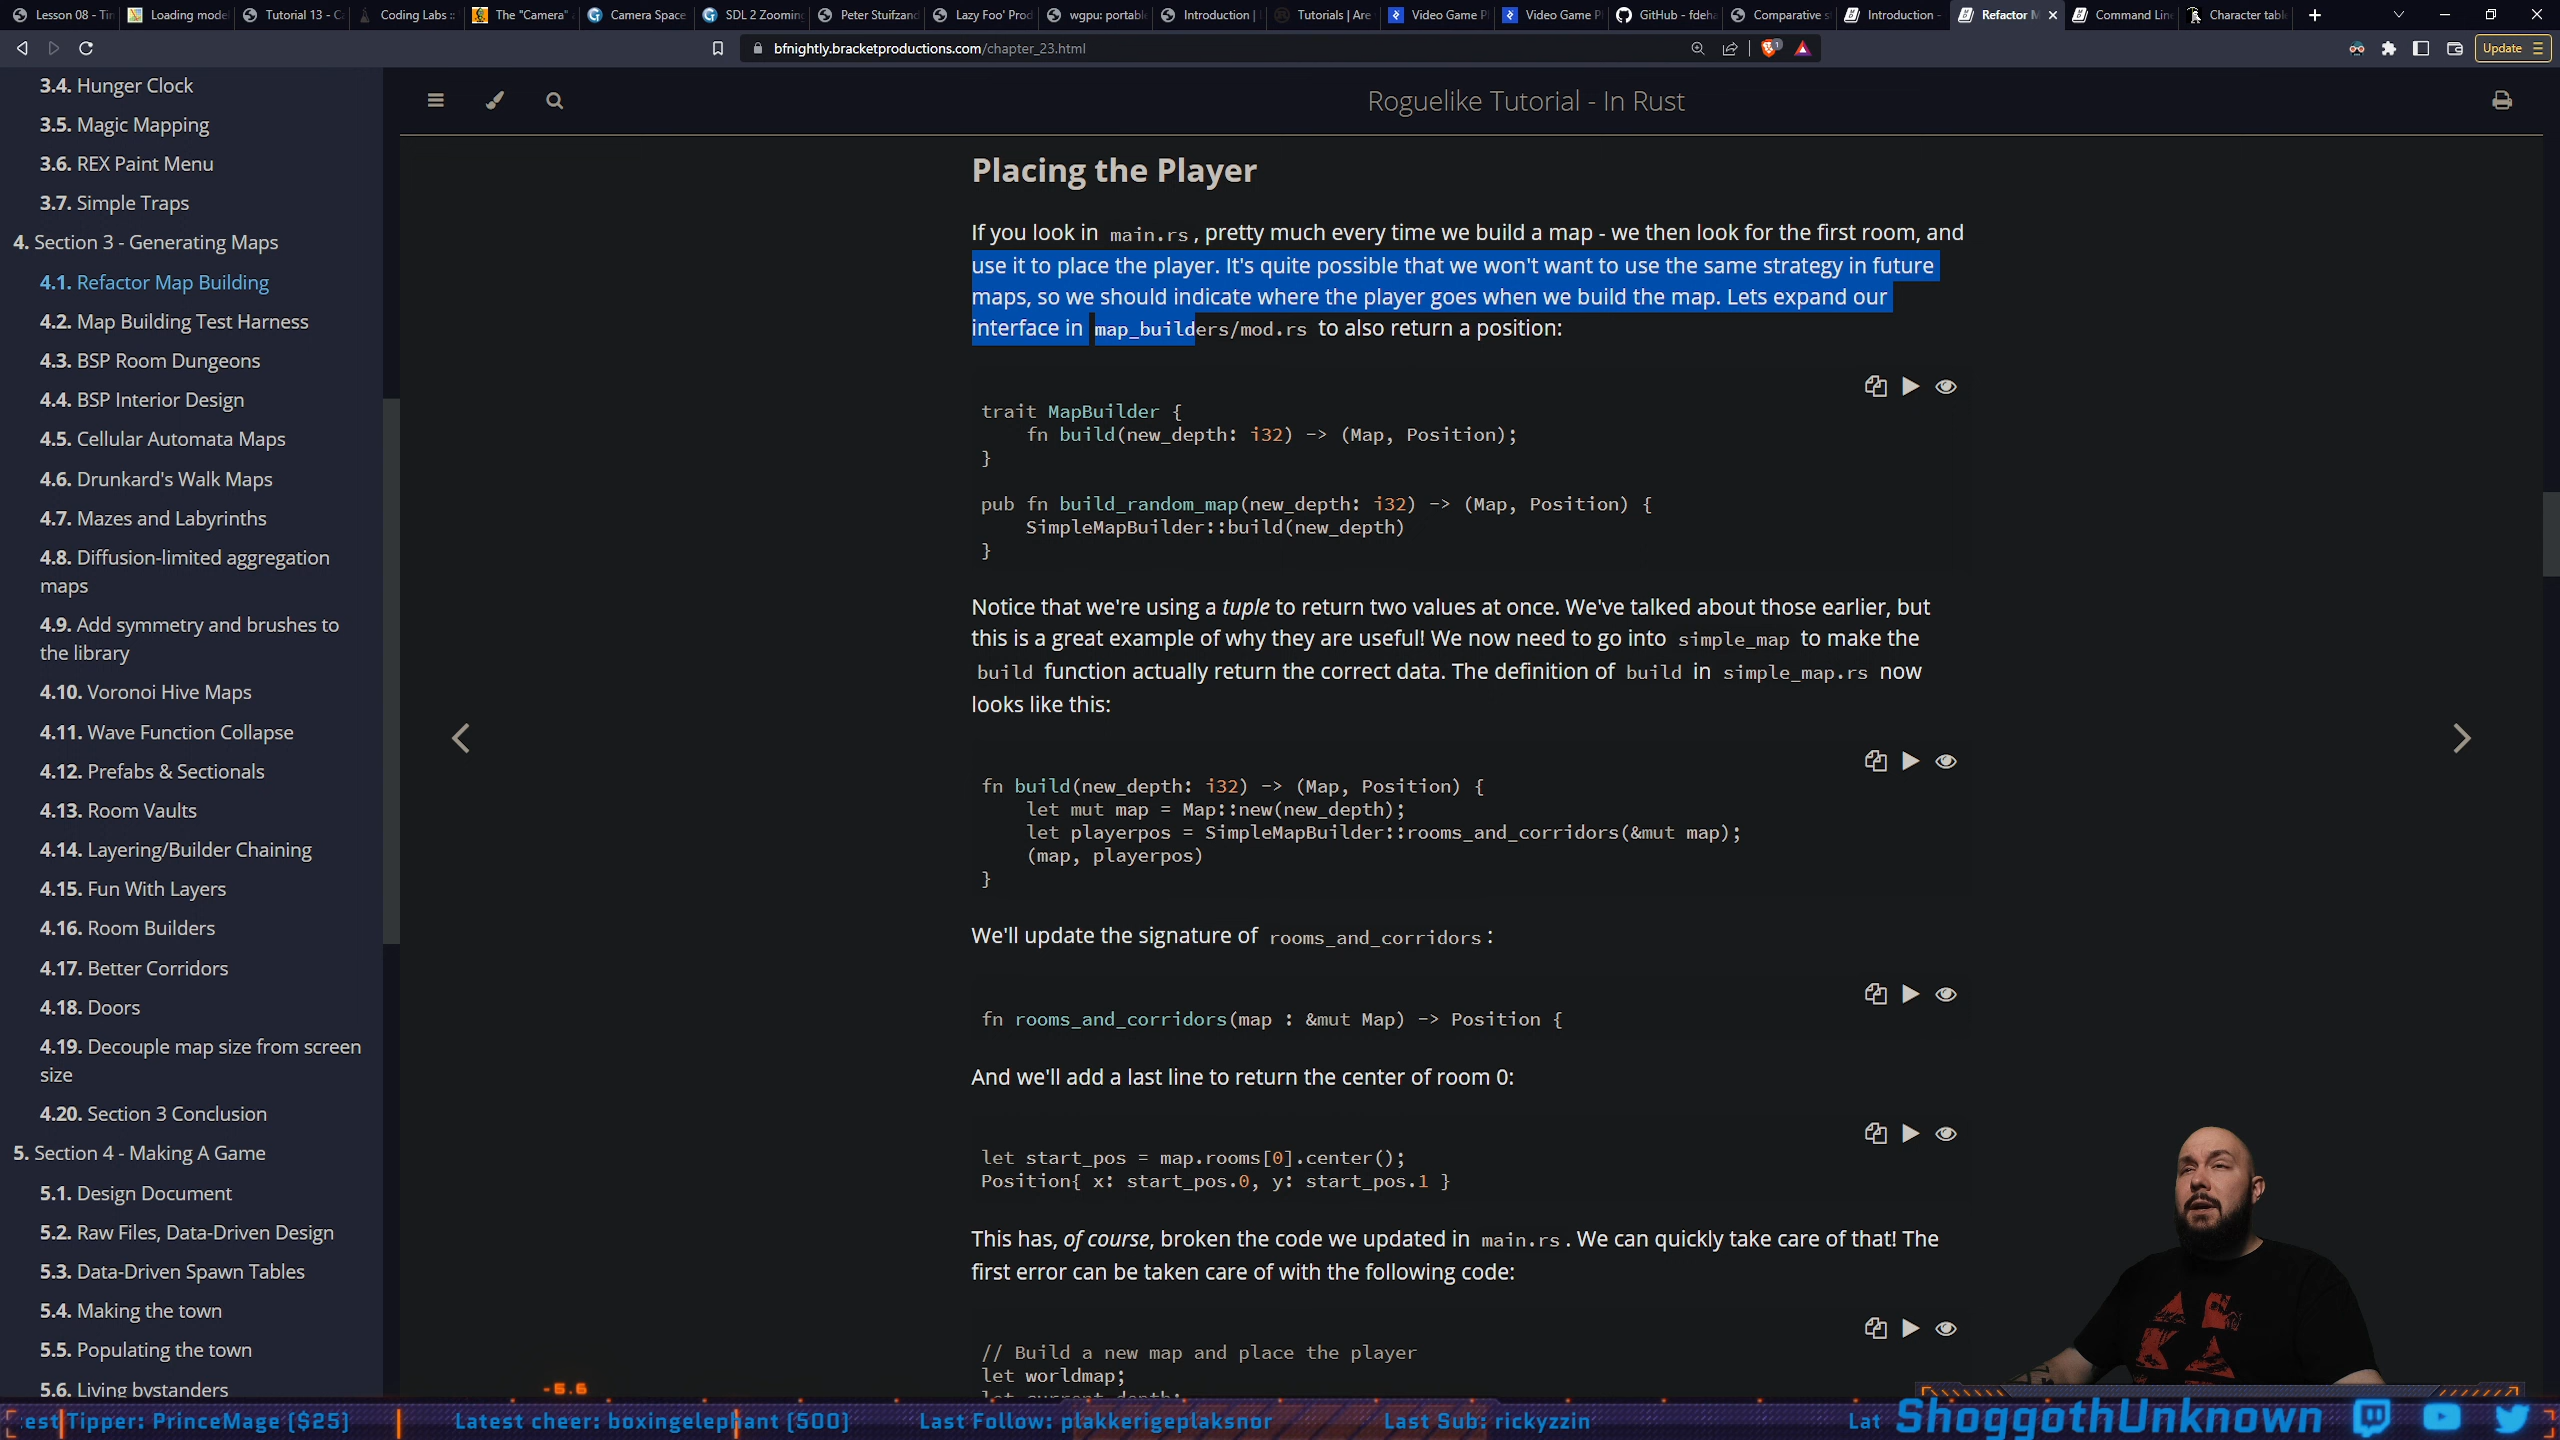 Lesson 08 - Tin
Loading mode
Tutorial 13 - C
Coding Labs ::
The "Camera"
Camera Space
SDL 2 Zooming
Peter Stuifzand
Lazy Foo' Prod
wgpu: portable
Introduction |
Tutorials | Are
Video Game P
Video Game P
GitHub - fdeha
Comparative s
Introduction -
Refactor M
Command Line
Character tabl
bfnightly.bracketproductions.com/chapter_23.html
Update
3.4. Hunger Clock
3.5. Magic Mapping
3.6. REX Paint Menu
3.7. Simple Traps
4. Section 3 - Generating Maps
4.1. Refactor Map Building
4.2. Map Building Test Harness
4.3. BSP Room Dungeons
4.4. BSP Interior Design
4.5. Cellular Automata Maps
4.6. Drunkard's Walk Maps
4.7. Mazes and Labyrinths
4.8. Diffusion-limited aggregation
maps
4.9. Add symmetry and brushes to
the library
4.10. Voronoi Hive Maps
4.11. Wave Function Collapse
4.12. Prefabs & Sectionals
4.13. Room Vaults
4.14. Layering/Builder Chaining
4.15. Fun With Layers
4.16. Room Builders
4.17. Better Corridors
4.18. Doors
4.19. Decouple map size from screen
size
4.20. Section 3 Conclusion
5. Section 4 - Making A Game
5.1. Design Document
5.2. Raw Files, Data-Driven Design
5.3. Data-Driven Spawn Tables
5.4. Making the town
5.5. Populating the town
5.6. Living bystanders
Roguelike Tutorial - In Rust
Placing the Player
If you look in main.rs, pretty much every time we build a map - we then look for the first room, and
use it to place the player. It's quite possible that we won't want to use the same strategy in future
maps, so we should indicate where the player goes when we build the map. Lets expand our
interface in map_builders/mod.rs to also return a position:
trait MapBuilder {
fn build(new_depth: i32) -> (Map, Position);
}
pub fn build_random_map(new_depth: i32) -> (Map, Position) {
SimpleMapBuilder::build(new_depth)
}
Notice that we're using a tuple to return two values at once. We've talked about those earlier, but
this is a great example of why they are useful! We now need to go into simple_map to make the
build function actually return the correct data. The definition of build in simple_map.rs now
looks like this:
fn build(new_depth: i32) -> (Map, Position) {
let mut map = Map::new(new_depth);
let playerpos = SimpleMapBuilder::rooms_and_corridors(&mut map);
(map, playerpos)
}
We'll update the signature of rooms_and_corridors:
fn rooms_and_corridors(map : &mut Map) -> Position {
And we'll add a last line to return the center of room 0:
let start_pos = map.rooms[0].center();
Position{ x: start_pos.0, y: start_pos.1 }
This has, of course, broken the code we updated in main.rs. We can quickly take care of that! The
first error can be taken care of with the following code:
// Build a new map and place the player
let worldmap;
let current_depth;
-6.6
est Tipper: PrinceMage ($25)
Latest cheer: boxingelephant (500)
Last Follow: plakkerigeplaksnor
Last Sub: rickyzzin
Lat
ShoggothUnknown